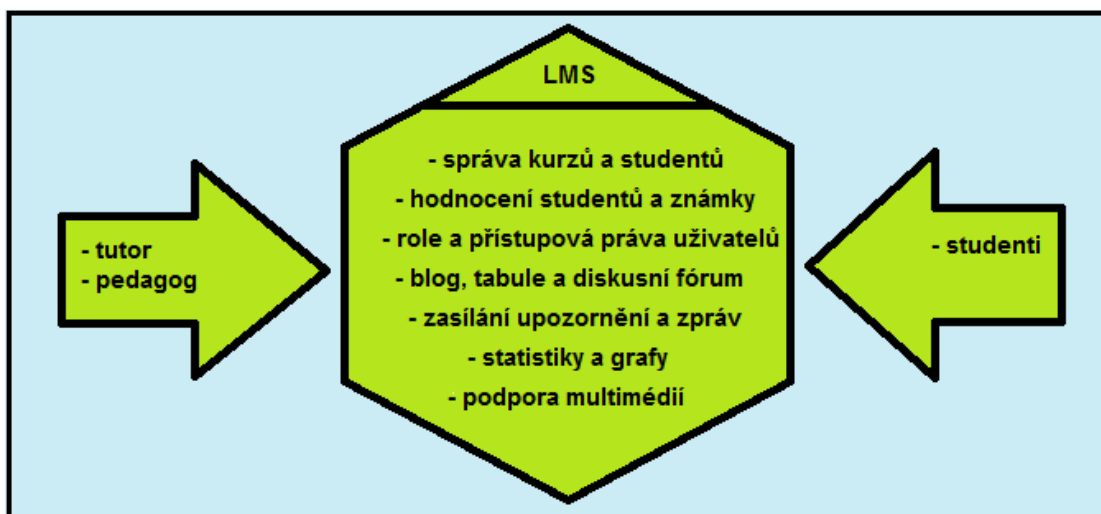 LMS
- správa kurzů a studentů
- hodnocení studentů a známky
- role a přístupová práva uživatelů
- blog, tabule a diskusní fórum
- zasílání upozornění a zpráv
- statistiky a grafy
- podpora multimédií
- tutor
- pedagog
- studenti